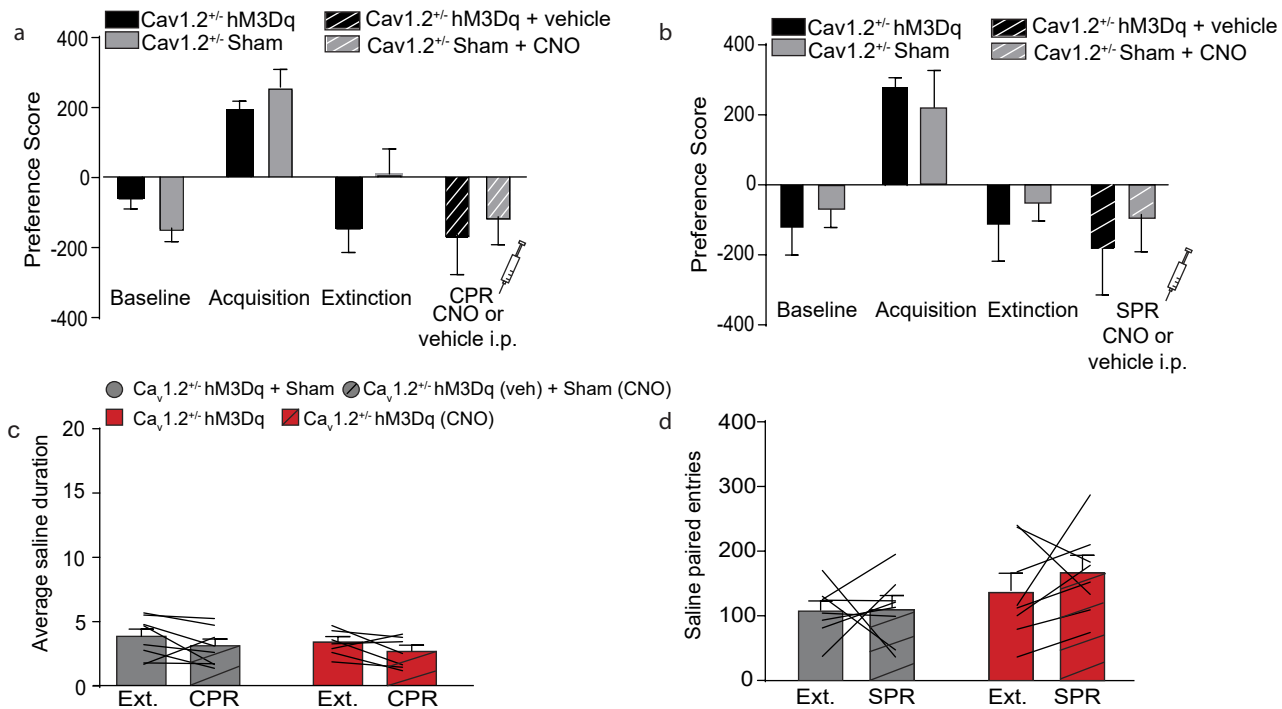 a
Cav1.2+/- hM3Dq
Cav1.2+/- Sham
Cav1.2+/- hM3Dq + vehicle
Cav1.2+/- Sham + CNO
Preference Score
400
200
0
-200
-400
Baseline
Acquisition
Extinction
CPR
CNO or
vehicle i.p.
b
Cav1.2+/- hM3Dq
Cav1.2+/- Sham
Cav1.2+/- hM3Dq + vehicle
Cav1.2+/- Sham + CNO
Preference Score
400
200
0
-200
-400
Baseline
Acquisition
Extinction
SPR
CNO or
vehicle i.p.
Cav1.2+/- hM3Dq + Sham
Cav1.2+/- hM3Dq (veh) + Sham (CNO)
Cav1.2+/- hM3Dq
Cav1.2+/- hM3Dq (CNO)
c
Average saline duration
20
15
10
5
0
Ext.
CPR
Ext.
CPR
d
Saline paired entries
400
300
200
100
0
Ext.
SPR
Ext.
SPR